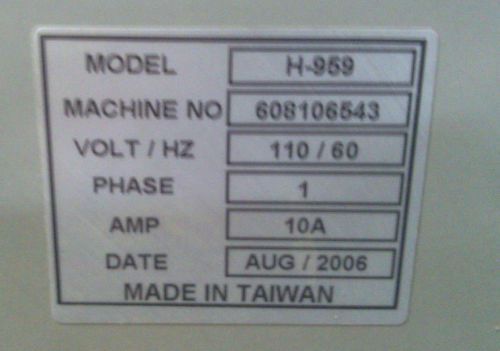 MODEL H-959
MACHINE NO 608106543
VOLT / HZ 110 / 60
PHASE 1
AMP 10A
DATE AUG / 2006
MADE IN TAIWAN